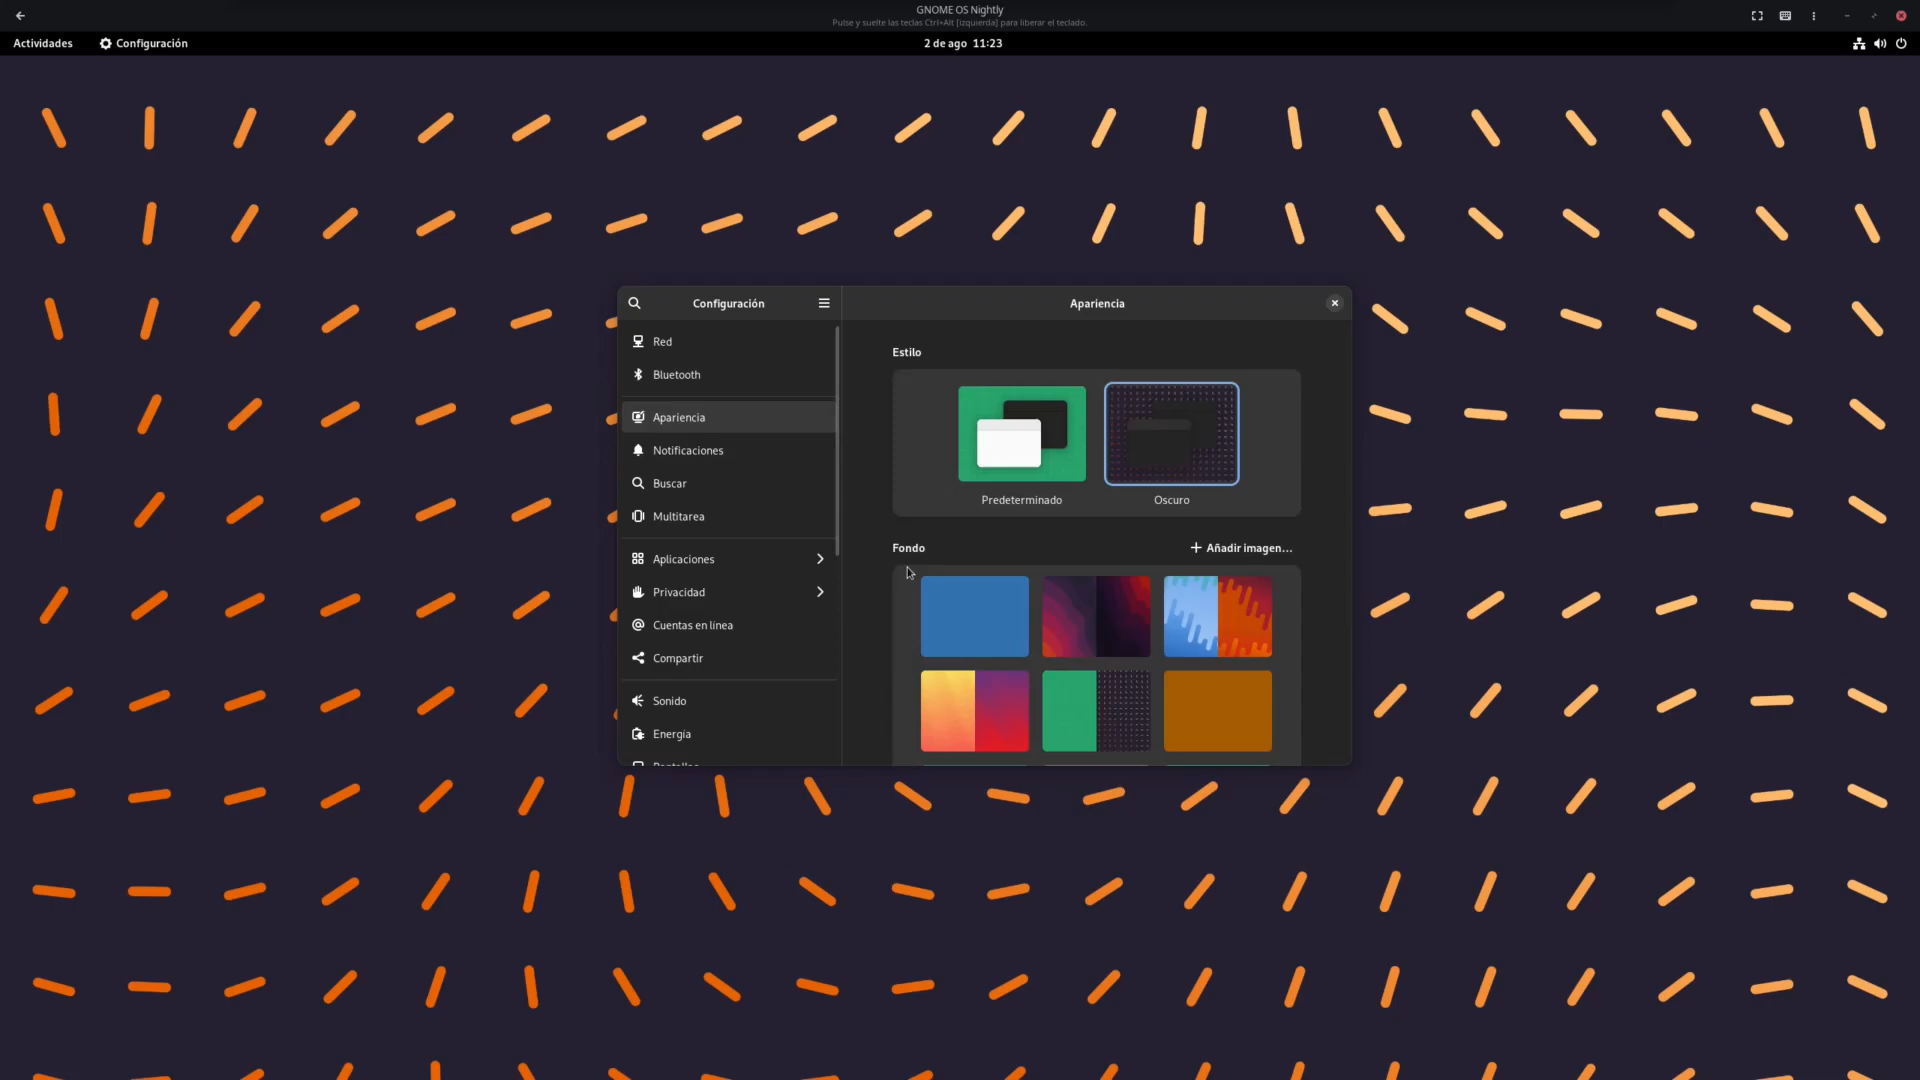 GNOME OS Nightly
Pulse y suelte las teclas Ctrl+Alt [izquierda] para liberar el teclado.
Actividades
Configuración
2 de ago 11:23
Configuración
Apariencia
Red
Bluetooth
Apariencia
Notificaciones
Buscar
Multitarea
Aplicaciones
Privacidad
Cuentas en línea
Compartir
Sonido
Energía
Estilo
Predeterminado
Oscuro
Fondo
Añadir imagen...